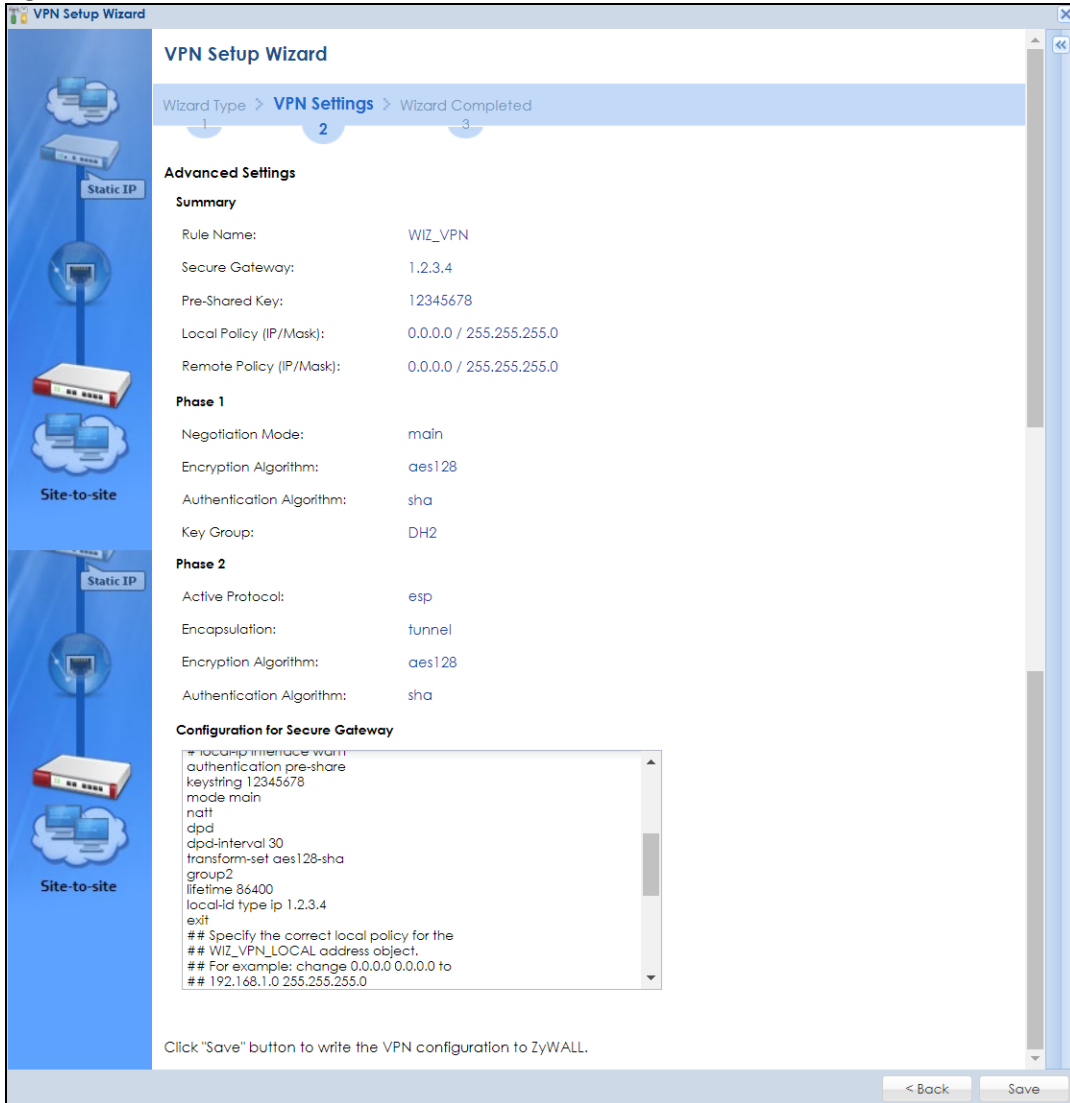 VPN Setup Wizard
VPN Setup Wizard
Wizard Type > VPN Settings > Wizard Completed
1 2 3
Static IP
Site-to-site
Static IP
Site-to-site
Advanced Settings
Summary
Rule Name: WIZ_VPN
Secure Gateway: 1.2.3.4
Pre-Shared Key: 12345678
Local Policy (IP/Mask): 0.0.0.0 / 255.255.255.0
Remote Policy (IP/Mask): 0.0.0.0 / 255.255.255.0
Phase 1
Negotiation Mode: main
Encryption Algorithm: aes128
Authentication Algorithm: sha
Key Group: DH2
Phase 2
Active Protocol: esp
Encapsulation: tunnel
Encryption Algorithm: aes128
Authentication Algorithm: sha
Configuration for Secure Gateway
# local-ip interface
authentication pre-share
keystring 12345678
mode main
natt
dpd
dpd-interval 30
transform-set aes128-sha
group2
lifetime 86400
local-id type ip 1.2.3.4
exit
## Specify the correct local policy for the
## WIZ_VPN_LOCAL address object.
## For example: change 0.0.0.0 0.0.0.0 to
## 192.168.1.0 255.255.255.0
Click "Save" button to write the VPN configuration to ZyWALL.
< Back Save